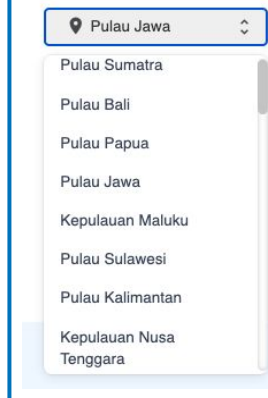 Pulau Jawa
Pulau Sumatra
Pulau Bali
Pulau Papua
Pulau Jawa
Kepulauan Maluku
Pulau Sulawesi
Pulau Kalimantan
Kepulauan Nusa
Tenggara